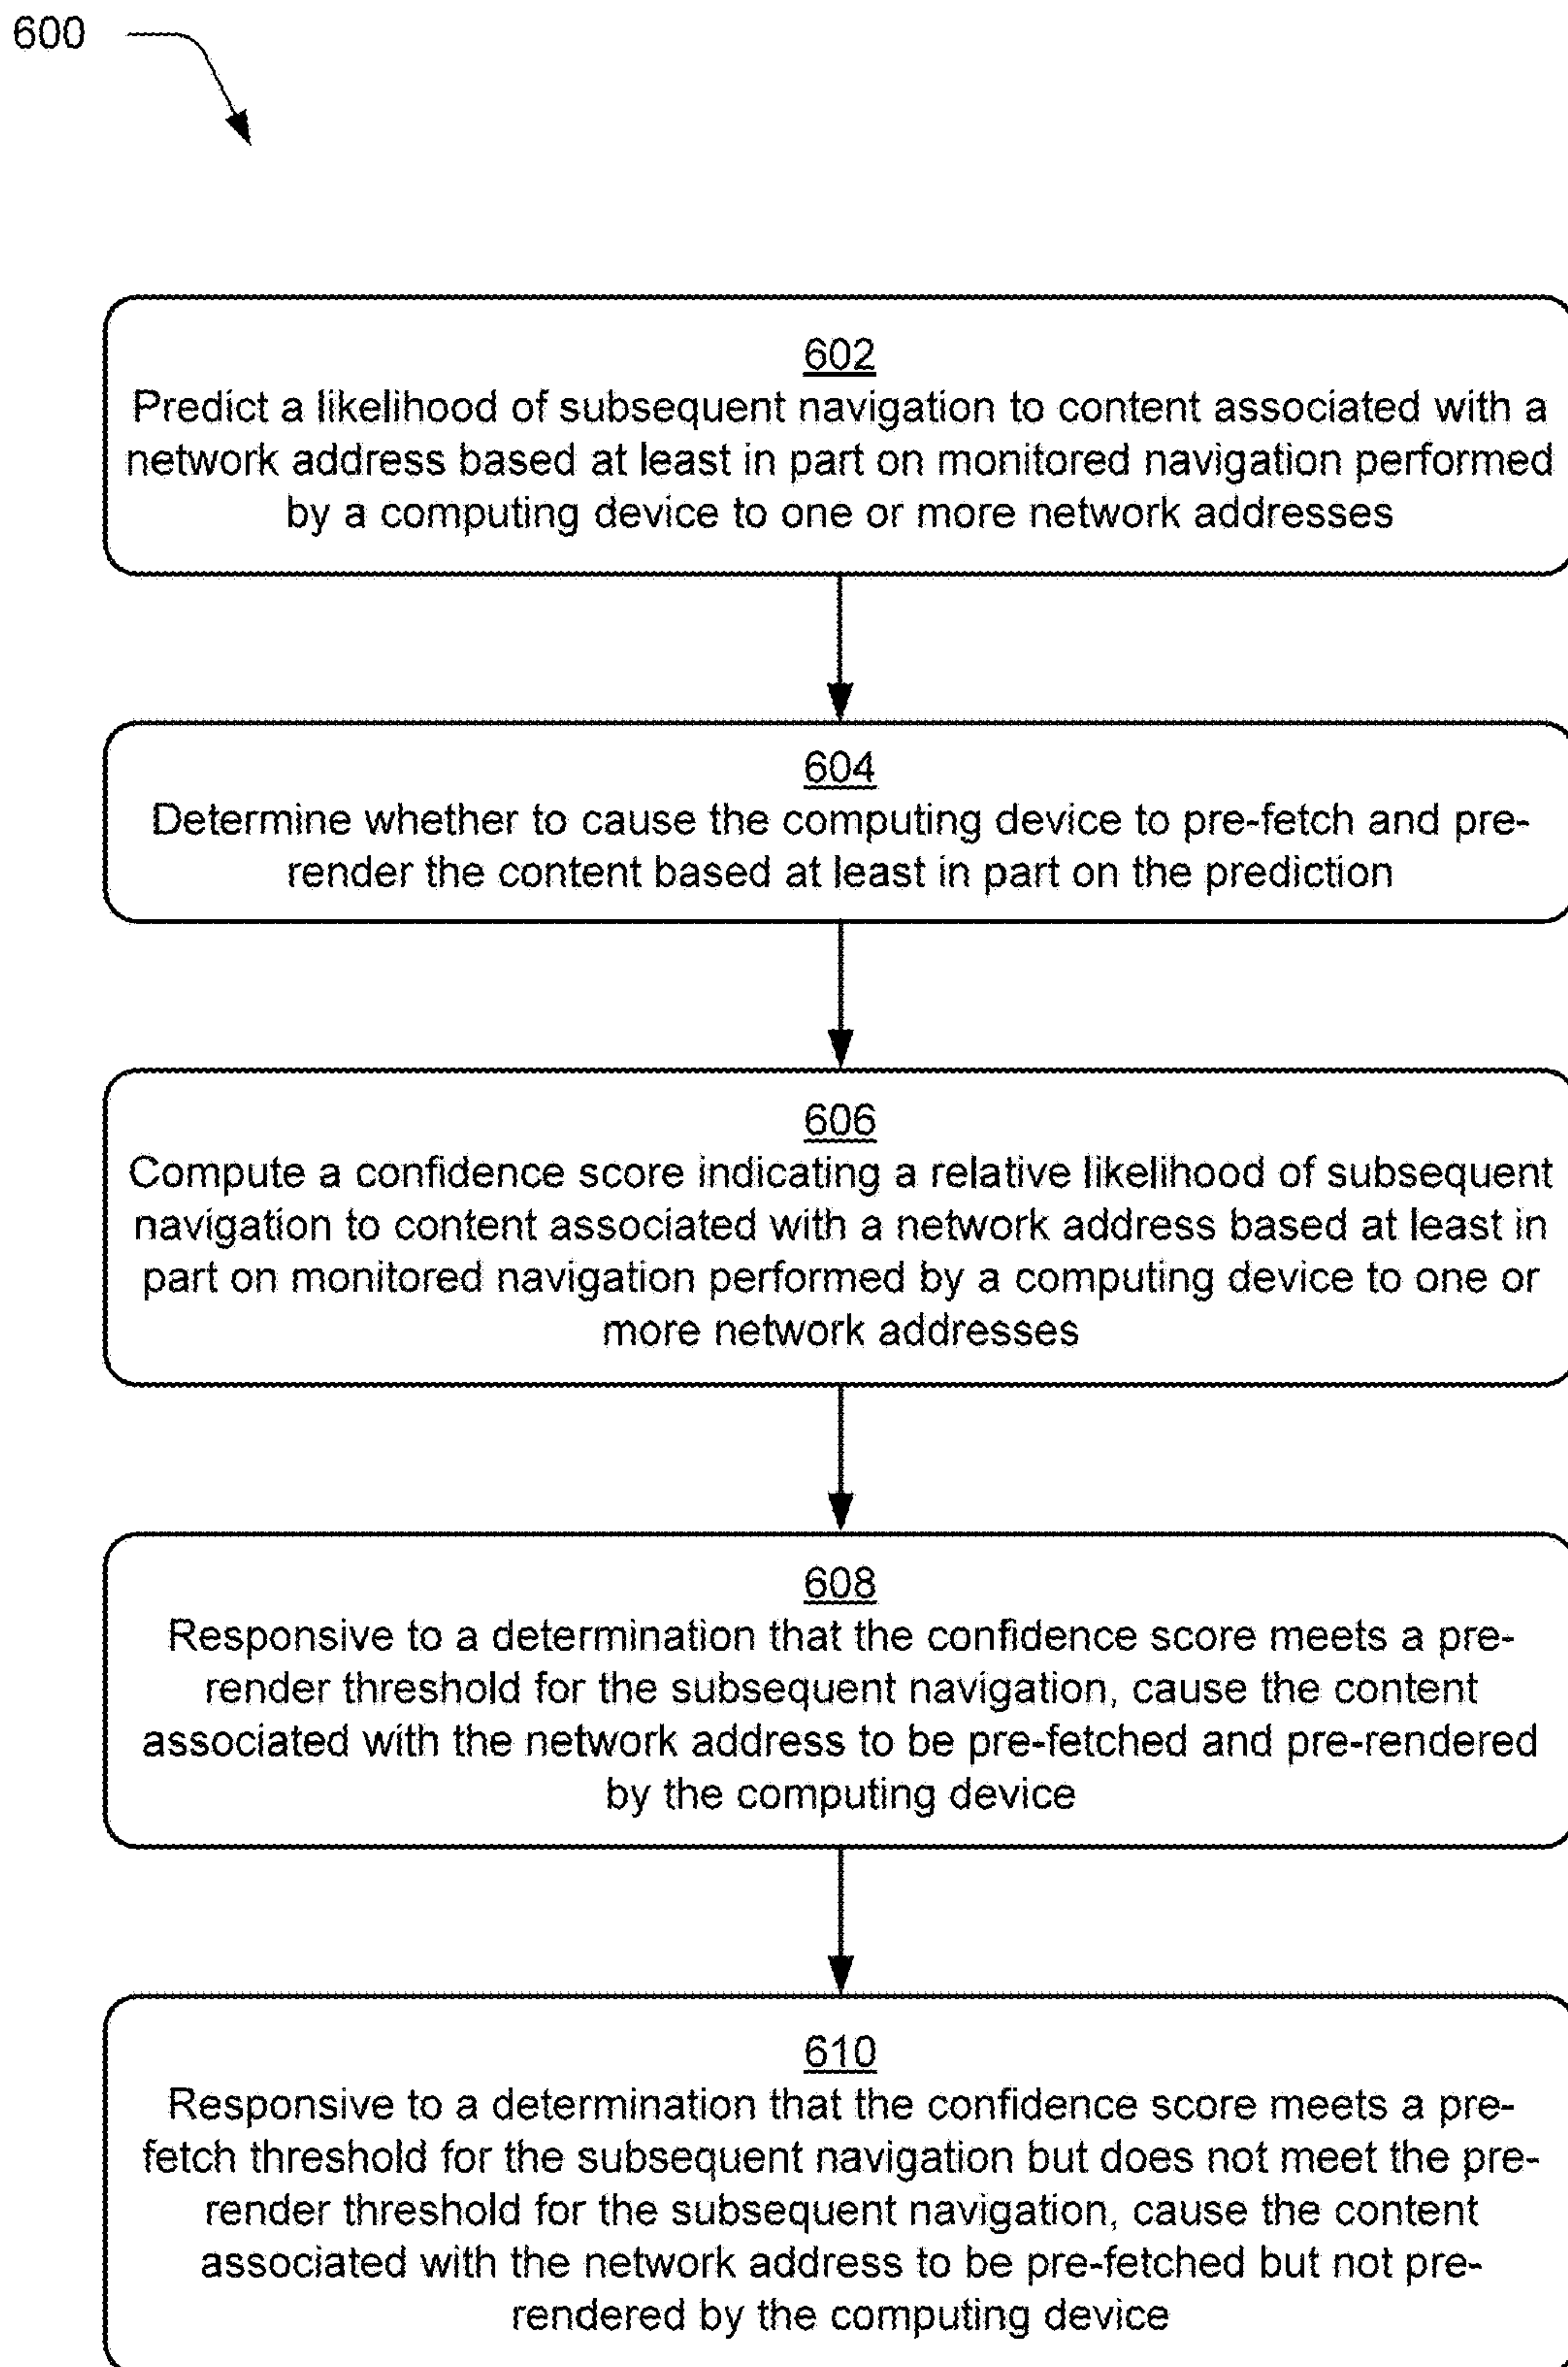 600
602
Predict a likelihood of subsequent navigation to content associated with a
network address based at least in part on monitored navigation performed
by a computing device to one or more network addresses
604
Determine whether to cause the computing device to pre-fetch and pre-
render the content based at least in part on the prediction
606
Compute a confidence score indicating a relative likelihood of subsequent
navigation to content associated with a network address based at least in
part on monitored navigation performed by a computing device to one or
more network addresses
608
Responsive to a determination that the confidence score meets a pre-
render threshold for the subsequent navigation, cause the content
associated with the network address to be pre-fetched and pre-rendered
by the computing device
610
Responsive to a determination that the confidence score meets a pre-
fetch threshold for the subsequent navigation but does not meet the pre-
render threshold for the subsequent navigation, cause the content
associated with the network address to be pre-fetched but not pre-
rendered by the computing device